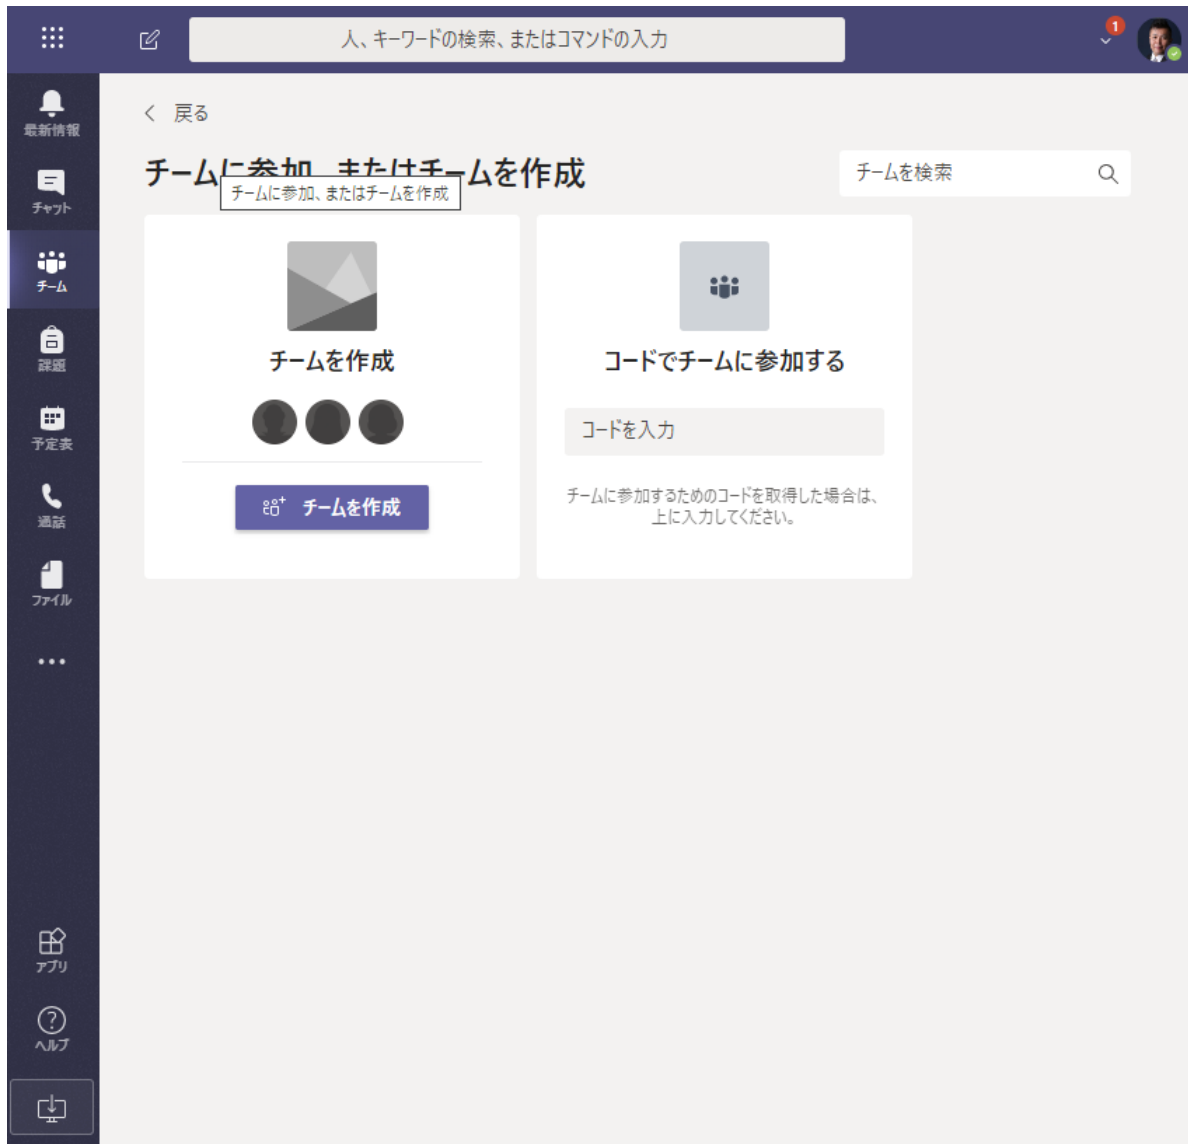 人、キーワードの検索、またはコマンドの入力
1
最新情報
チャット
チーム
課題
予定表
通話
ファイル
アプリ
ヘルプ
戻る
チームに参加、またはチームを作成
チームに参加、またはチームを作成
チームを検索
チームを作成
チームを作成
コードでチームに参加する
コードを入力
チームに参加するためのコードを取得した場合は、
上に入力してください。